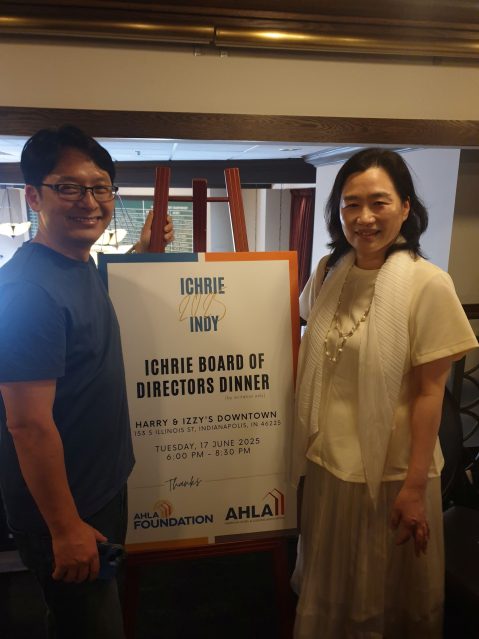 ICHRIE
2025
INDY
ICHRIE BOARD OF
DIRECTORS DINNER
(by invitation only)
HARRY & IZZY'S DOWNTOWN
153 S ILLINOIS ST, INDIANAPOLIS, IN 46225
TUESDAY, 17 JUNE 2025
6:00 PM - 8:30 PM
Thanks
AHLA
FOUNDATION
AHLA